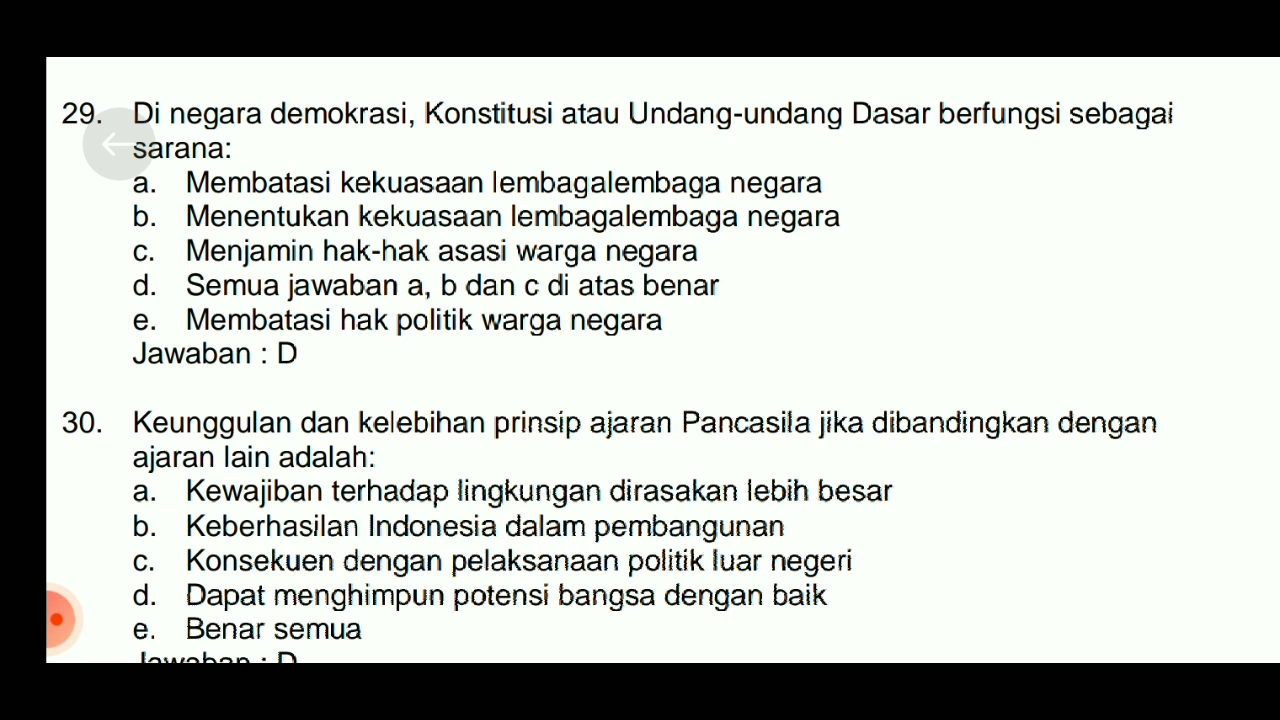 29. Di negara demokrasi, Konstitusi atau Undang-undang Dasar berfungsi sebagai
sarana:
a. Membatasi kekuasaan lembagalembaga negara
b. Menentukan kekuasaan lembagalembaga negara
c. Menjamin hak-hak asasi warga negara
d. Semua jawaban a, b dan c di atas benar
e. Membatasi hak politik warga negara
Jawaban : D
30. Keunggulan dan kelebihan prinsip ajaran Pancasila jika dibandingkan dengan
ajaran lain adalah:
a. Kewajiban terhadap lingkungan dirasakan lebih besar
b. Keberhasilan Indonesia dalam pembangunan
c. Konsekuen dengan pelaksanaan politik luar negeri
d. Dapat menghimpun potensi bangsa dengan baik
e. Benar semua
Jawaban : D